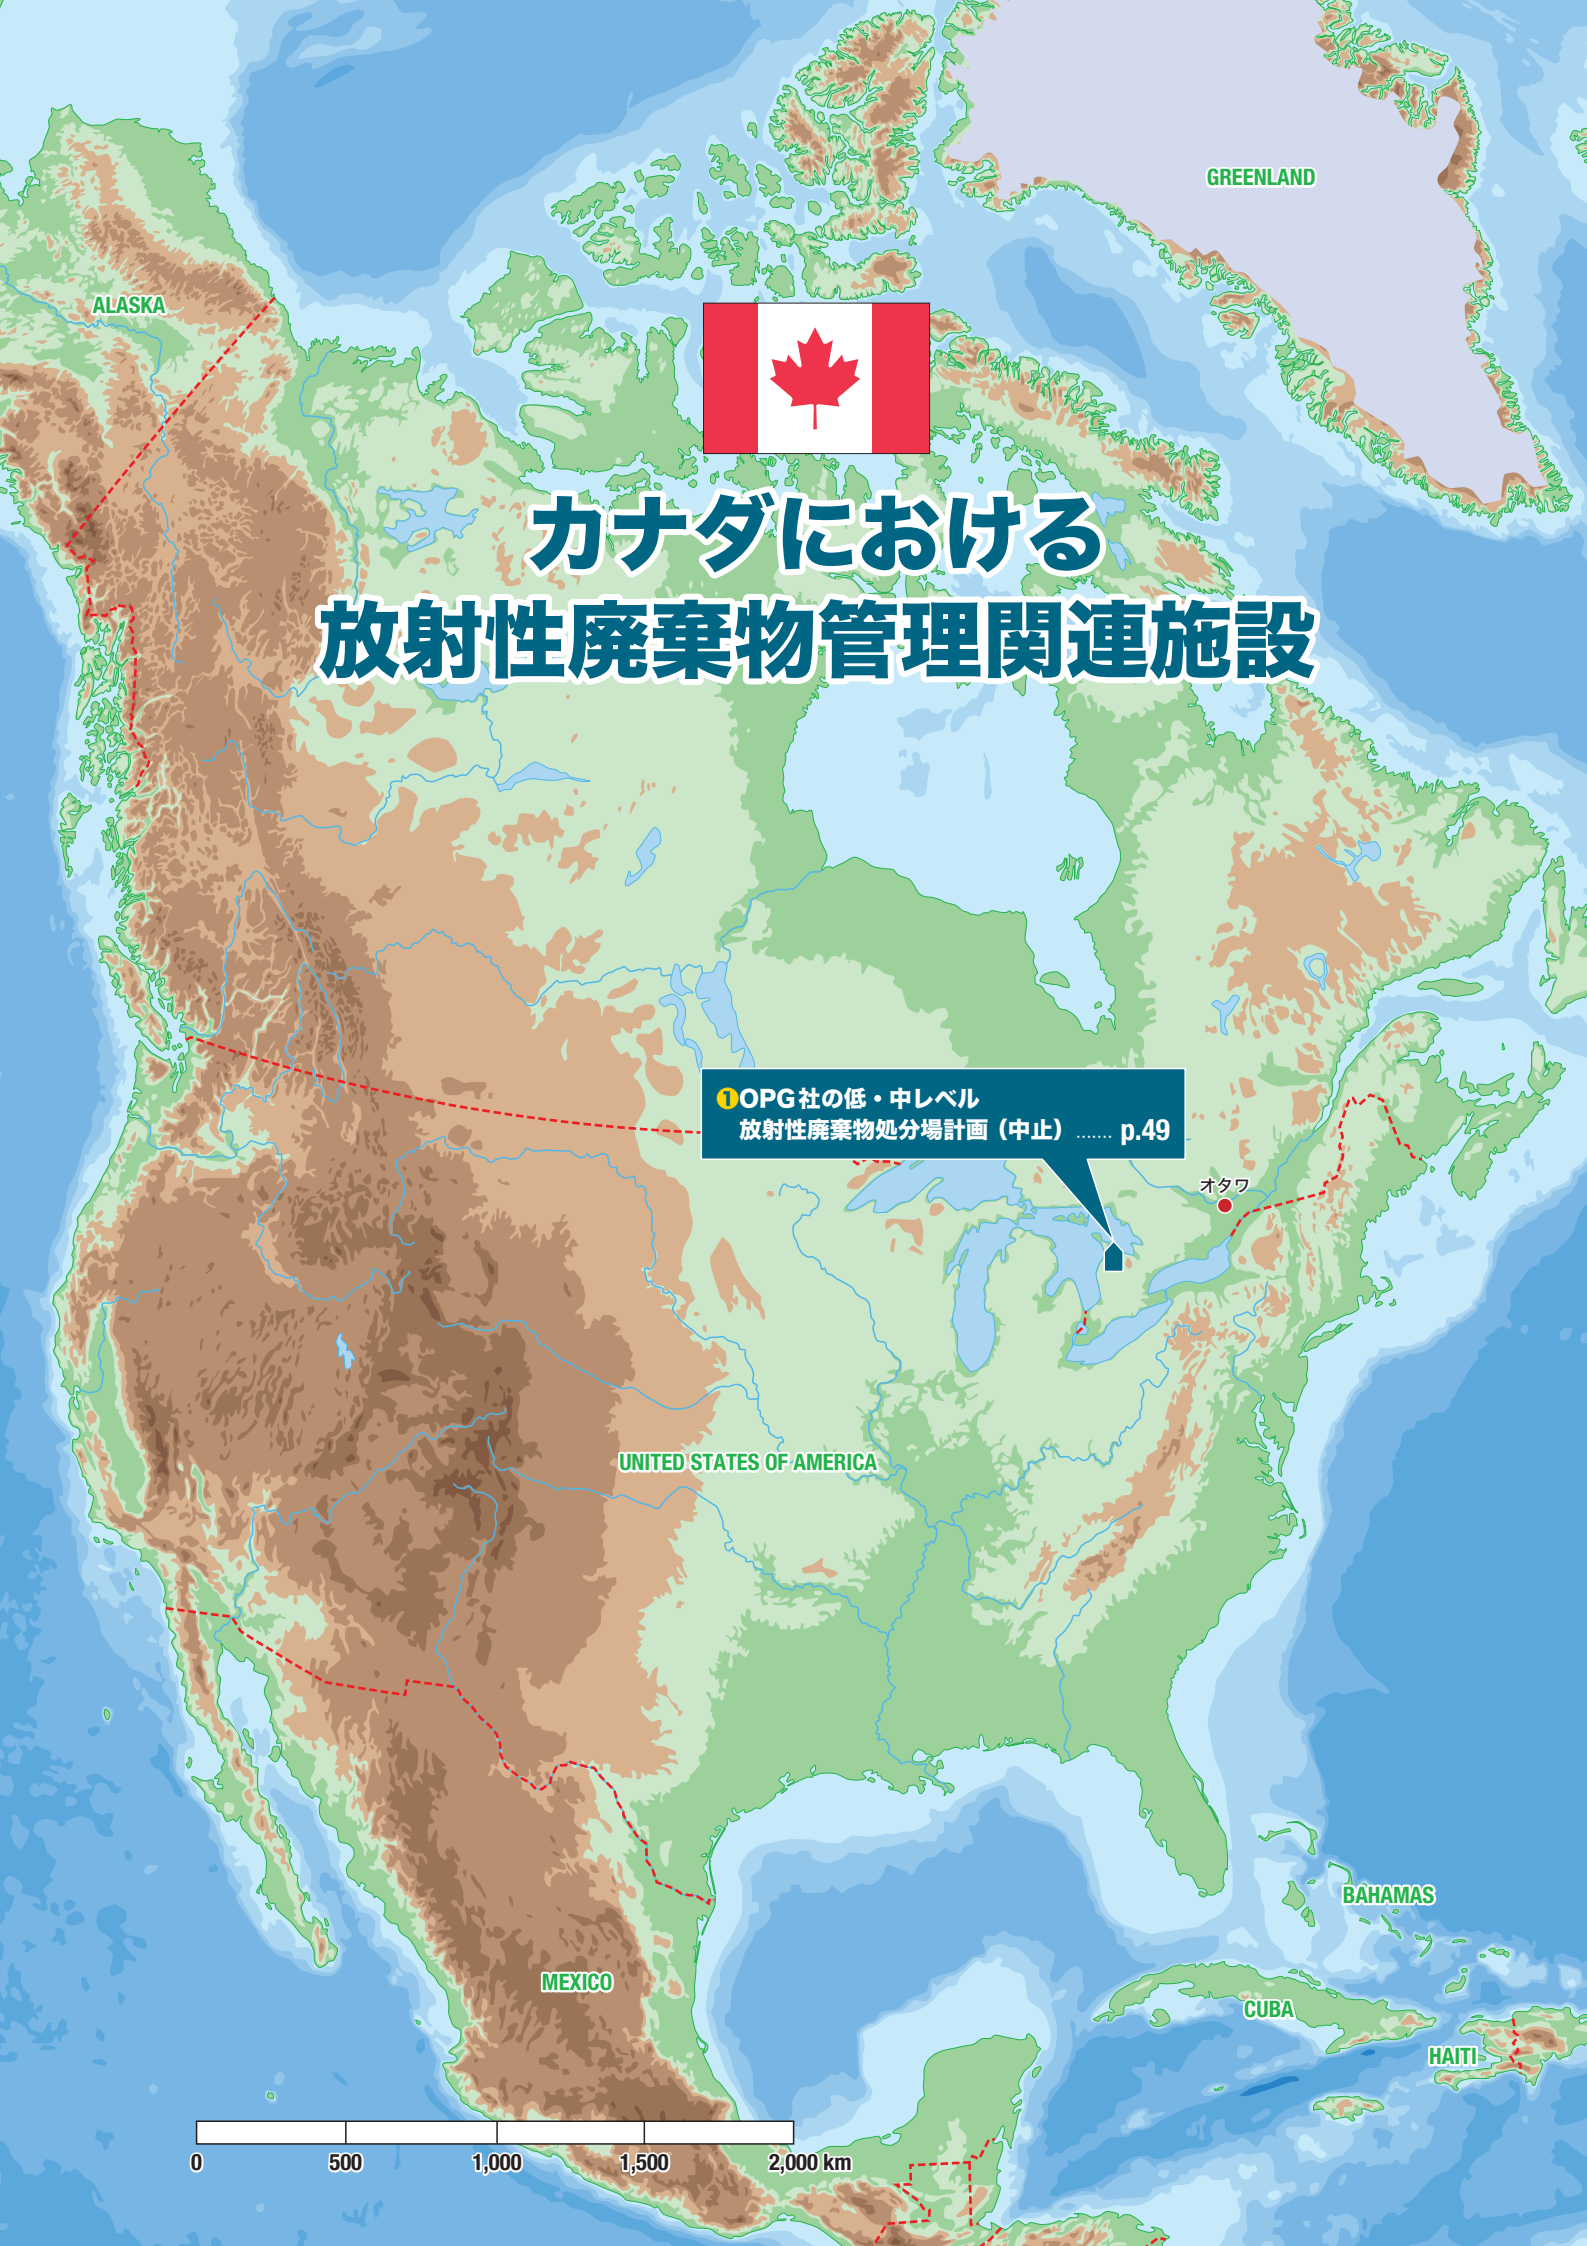 GREENLAND
ALASKA
カナダにおける
放射性廃棄物管理関連施設
❶OPG社の低・中レベル
放射性廃棄物処分場計画（中止）....... p.49
オタワ
UNITED STATES OF AMERICA
BAHAMAS
MEXICO
CUBA
HAITI
0 500 1,000 1,500 2,000 km